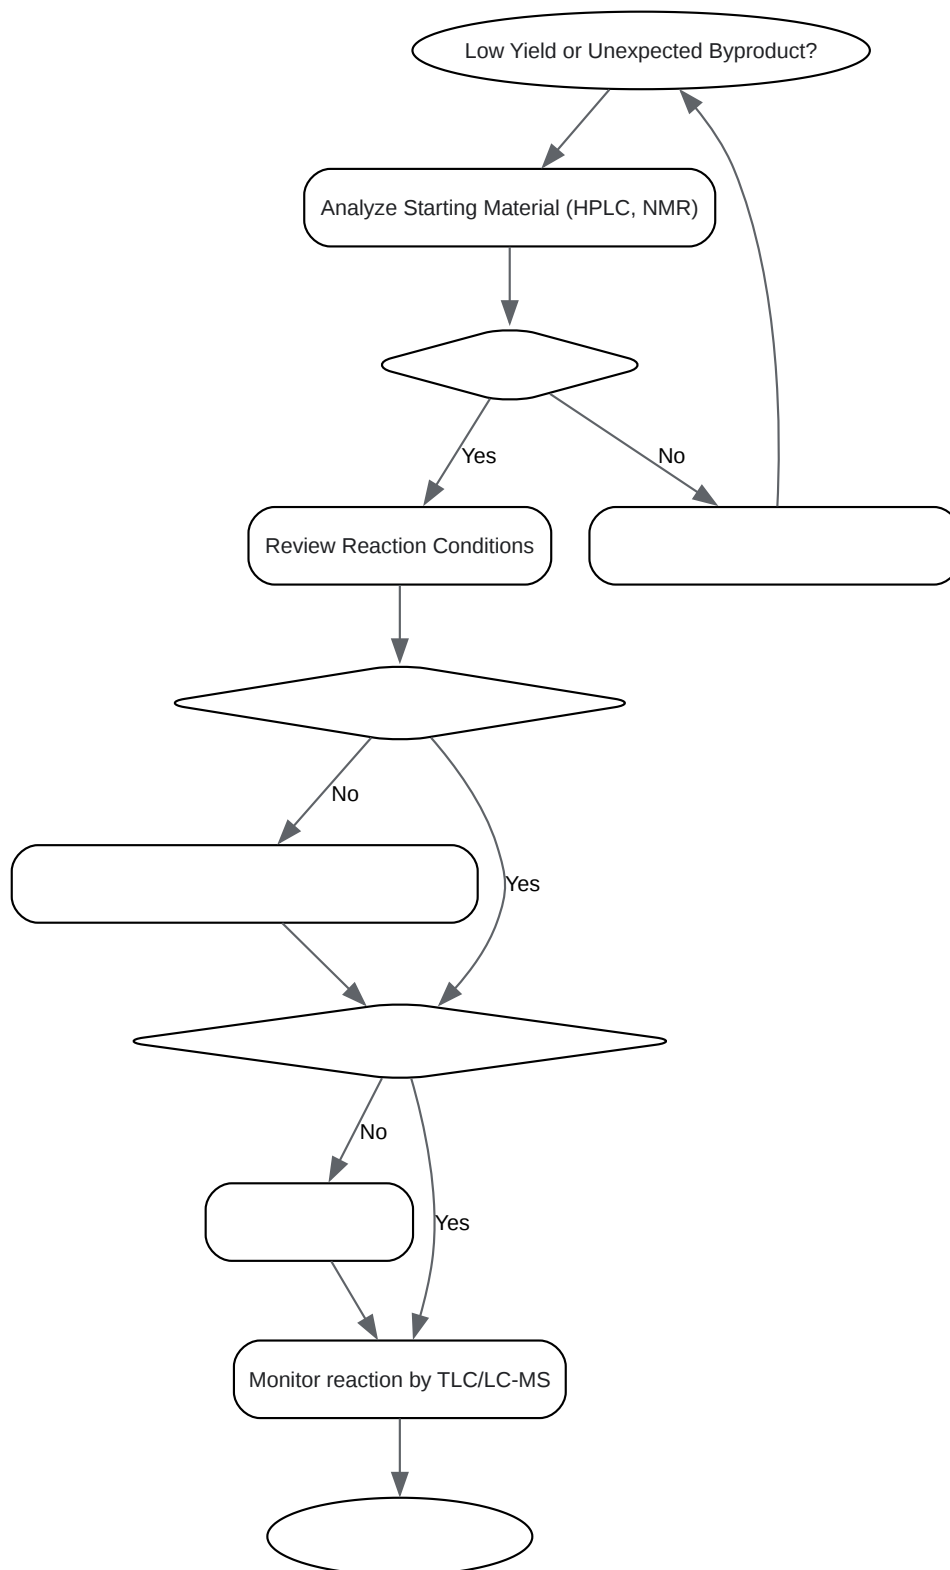 Low Yield or Unexpected Byproduct?
Analyze Starting Material (HPLC, NMR)
Yes
No
Review Reaction Conditions
No
Yes
No
Yes
Monitor reaction by TLC/LC-MS